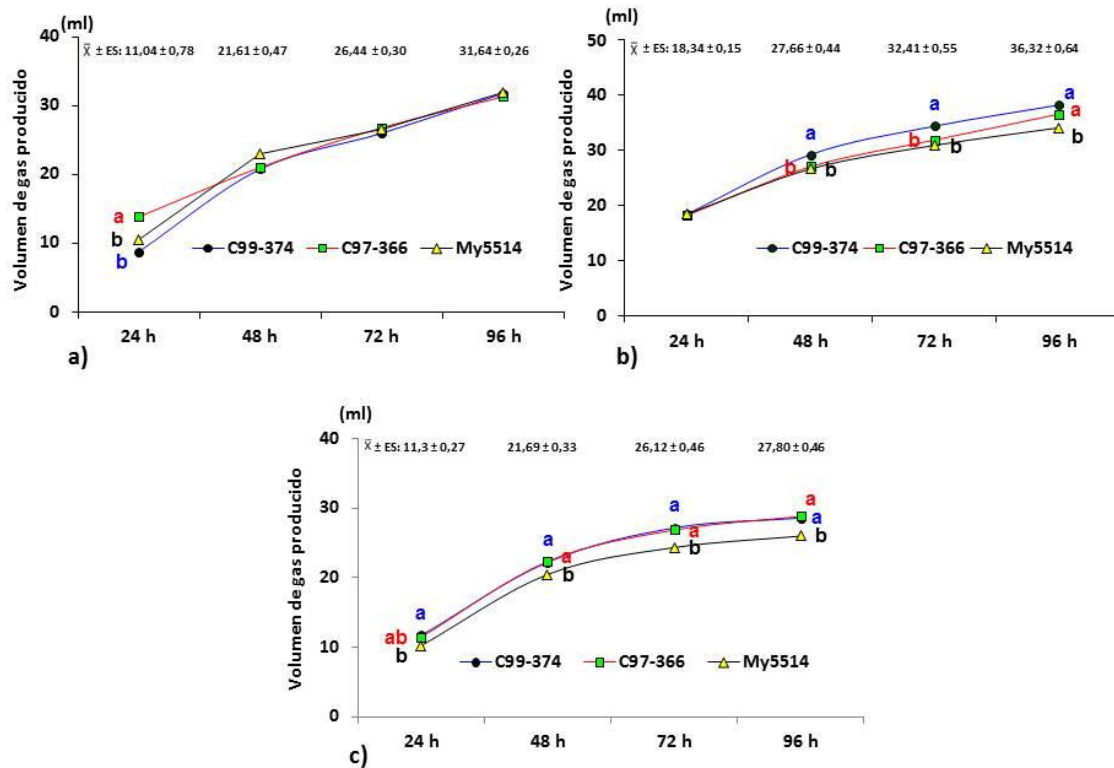 (ml)
Volumen de gas producido
40
30
20
10
0
x̄ ± ES: 11,04 ± 0,78 21,61 ± 0,47 26,44 ± 0,30 31,64 ± 0,26
a
b
b
C99-374 C97-366 My5514
24 h 48 h 72 h 96 h
a)
(ml)
Volumen de gas producido
50
40
30
20
10
0
x̄ ± ES: 18,34 ± 0,15 27,66 ± 0,44 32,41 ± 0,55 36,32 ± 0,64
a
b b
a
b b
a
a
b
C99-374 C97-366 My5514
24 h 48 h 72 h 96 h
b)
(ml)
Volumen de gas producido
40
30
20
10
0
x̄ ± ES: 11,3 ± 0,27 21,69 ± 0,33 26,12 ± 0,46 27,80 ± 0,46
a
ab
b
a
a
b
a
a
b
a
a
b
C99-374 C97-366 My5514
24 h 48 h 72 h 96 h
c)